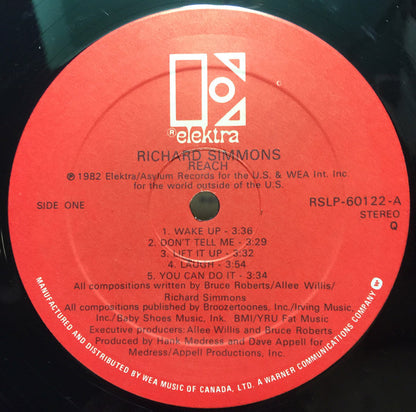 ® elektra
RICHARD SIMMONS
REACH
℗ 1982 Elektra/Asylum Records for the U.S. & WEA Int. Inc.
for the world outside of the U.S.
SIDE ONE
RSLP-60122-A
STEREO
Q
1. WAKE UP - 3:36
2. DON'T TELL ME - 3:29
3. LIFT IT UP - 3:32
4. LAUGH - 3:54
5. YOU CAN DO IT - 3:34
All compositions written by Bruce Roberts/Allee Willis/
Richard Simmons
All compositions published by Broozertoones, Inc./Irving Music,
Inc./Baby Shoes Music, Ink. BMI/YRU Fat Music
Executive producers: Allee Willis and Bruce Roberts
Produced by Hank Medress and Dave Appell for
Medress/Appell Productions, Inc.
MANUFACTURED AND DISTRIBUTED BY WEA MUSIC OF CANADA, LTD. A WARNER COMMUNICATIONS COMPANY